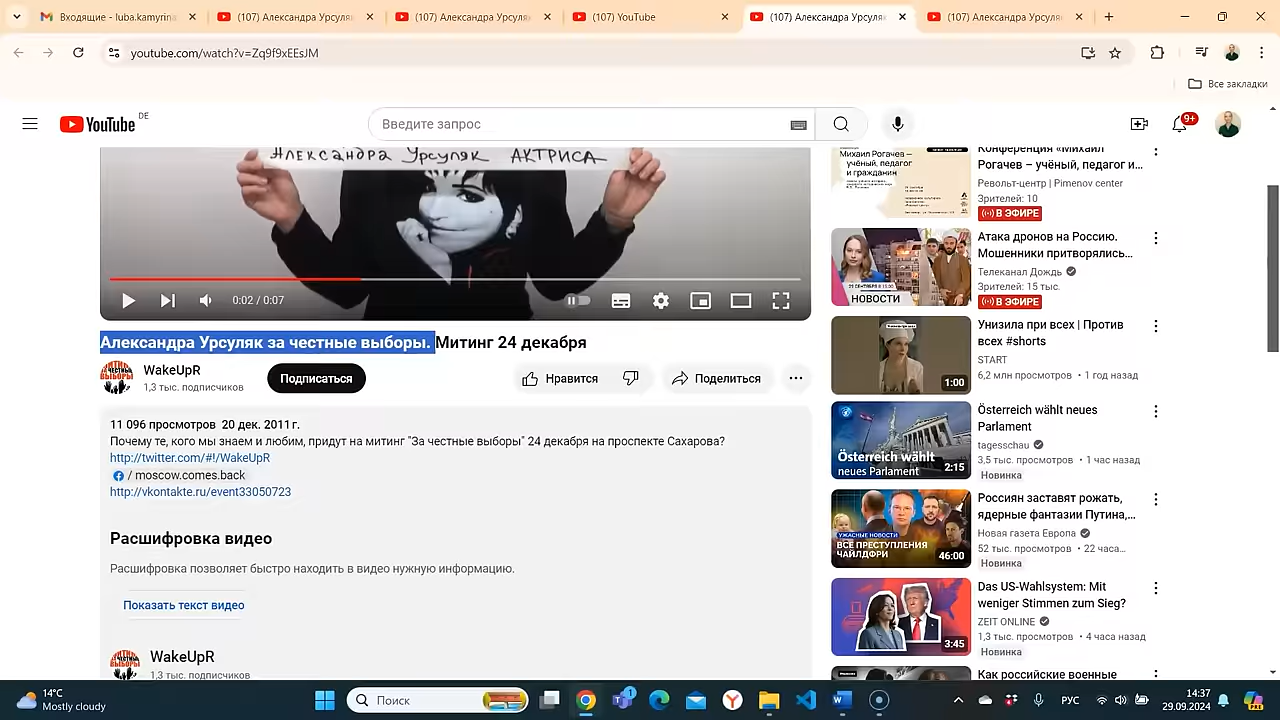 Входящие - luba.kamyrina
(107) Александра Урсуля
(107) Александра Урсуля
(107) YouTube
(107) Александра Урсуляк
(107) Александра Урсуля
youtube.com/watch?v=Zq9f9xEEsJM
Все закладки
YouTube DE
Введите запрос
9+
АЛЕКСАНДРА Урсуляк АКТРИСА
0:02 / 0:07
Александра Урсуляк за честные выборы. Митинг 24 декабря
WakeUpR
1,3 тыс. подписчиков
Подписаться
Нравится
Поделиться
11 096 просмотров 20 дек. 2011 г.
Почему те, кого мы знаем и любим, придут на митинг "За честные выборы" 24 декабря на проспекте Сахарова?
http://twitter.com/#!/WakeUpR
/ moscow.comes.back
http://vkontakte.ru/event33050723
Расшифровка видео
Расшифровка позволяет быстро находить в видео нужную информацию.
Показать текст видео
WakeUpR
1,3 тыс. подписчиков
Михаил Рогачев –
учёный, педагог
и гражданин
Конференция «Михаил
Рогачев – учёный, педагог и...
Револьт-центр | Pimenov center
Зрителей: 10
В ЭФИРЕ
НОВОСТИ
Атака дронов на Россию.
Мошенники притворялись...
Телеканал Дождь
Зрителей: 15 тыс.
В ЭФИРЕ
1:00
Унизила при всех | Против
всех #shorts
START
6,2 млн просмотров • 1 год назад
Österreich wählt
neues Parlament
2:15
Österreich wählt neues
Parlament
tagesschau
3,5 тыс. просмотров • 1 час назад
Новинка
УЖАСНЫЕ НОВОСТИ
ВСЕ ПРЕСТУПЛЕНИЯ
ЧАЙЛДФРИ
46:00
Россиян заставят рожать,
ядерные фантазии Путина,...
Новая газета Европа
52 тыс. просмотров • 22 часа...
Новинка
3:45
Das US-Wahlsystem: Mit
weniger Stimmen zum Sieg?
ZEIT ONLINE
1,3 тыс. просмотров • 4 часа назад
Новинка
Как российские военные
14°C
Mostly cloudy
Поиск
1
РУС
14:37
29.09.2024